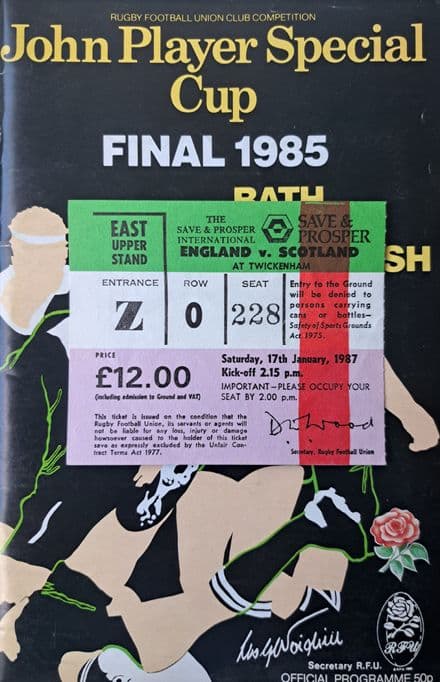 RUGBY FOOTBALL UNION CLUB COMPETITION
John Player Special
Cup
FINAL 1985
BATH
SH
EAST
UPPER
STAND
THE
SAVE & PROSPER
INTERNATIONAL
SAVE &
PROSPER
ENGLAND v. SCOTLAND
AT TWICKENHAM
ENTRANCE
Z
ROW
O
SEAT
228
Entry to the Ground
will be denied to
persons carrying
cans or bottles–
Safety of Sports Grounds
Act 1975.
PRICE
£12.00
(including admission to Ground and VAT)
Saturday, 17th January, 1987
Kick-off 2.15 p.m.
IMPORTANT–PLEASE OCCUPY YOUR
SEAT BY 2.00 p.m.
This ticket is issued on the condition that the
Rugby Football Union, its servants or agents will
not be liable for any loss, injury or damage
howsoever caused to the holder of this ticket
save as expressly excluded by the Unfair Con-
tract Terms Act 1977.
Secretary, Rugby Football Union
RFU
Secretary R.F.U.
OFFICIAL PROGRAMME 50p